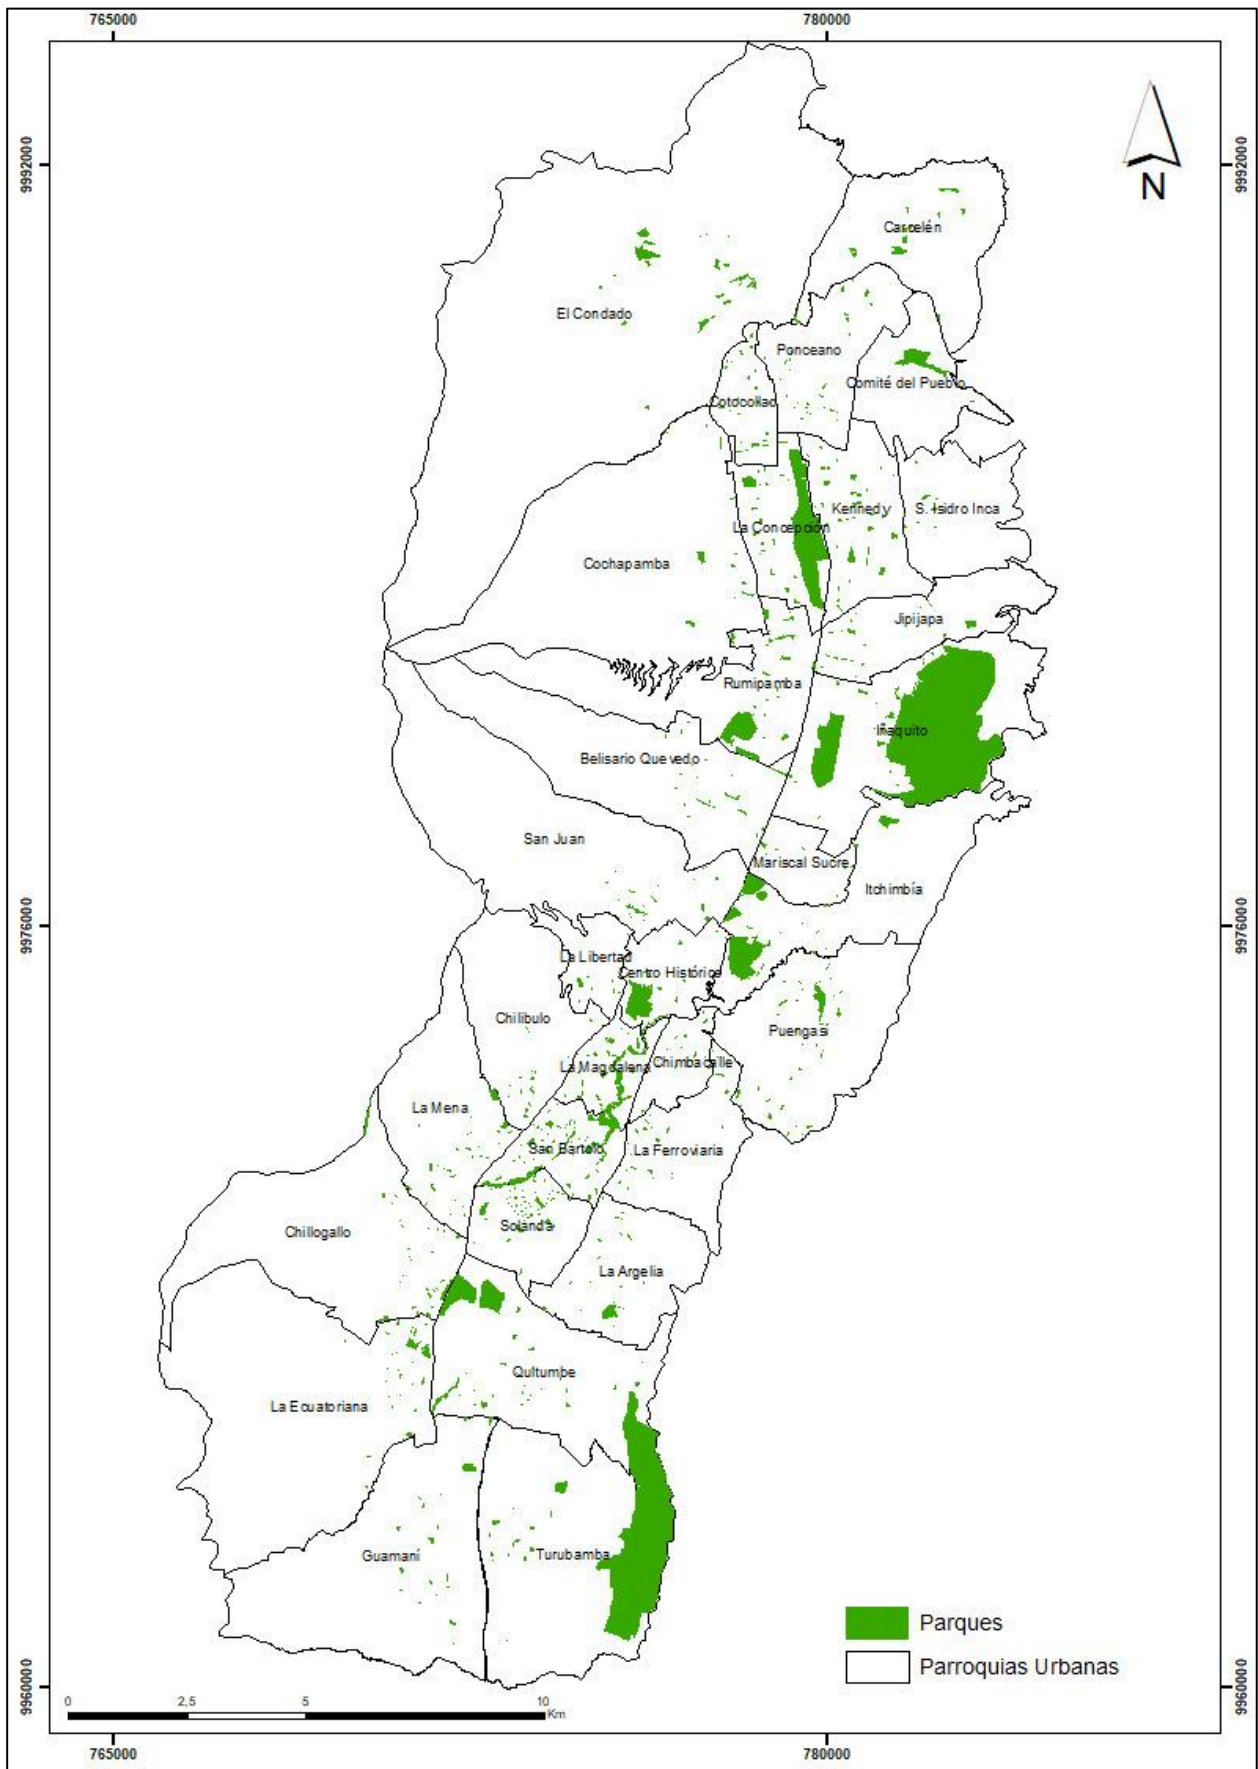 765000
780000
9992000
9992000
N
Carcelén
El Condado
Ponceano
Comité del Pueblo
Cotocollao
Kennedy
S. Isidro Inca
La Concepción
Cochapamba
Jipijapa
Rumipamba
Iñaquito
Belisario Quevedo
San Juan
Mariscal Sucre
Itchimbía
9976000
9976000
La Libertad
Centro Histórico
Chilibulo
Puengasí
La Magdalena
Chimbacalle
La Mena
San Bartolo
La Ferroviaria
Solanda
Chillogallo
La Argelia
Quitumbe
La Ecuatoriana
Guamaní
Turubamba
Parques
Parroquias Urbanas
9960000
9960000
0 2,5 5 10
Km
765000
780000